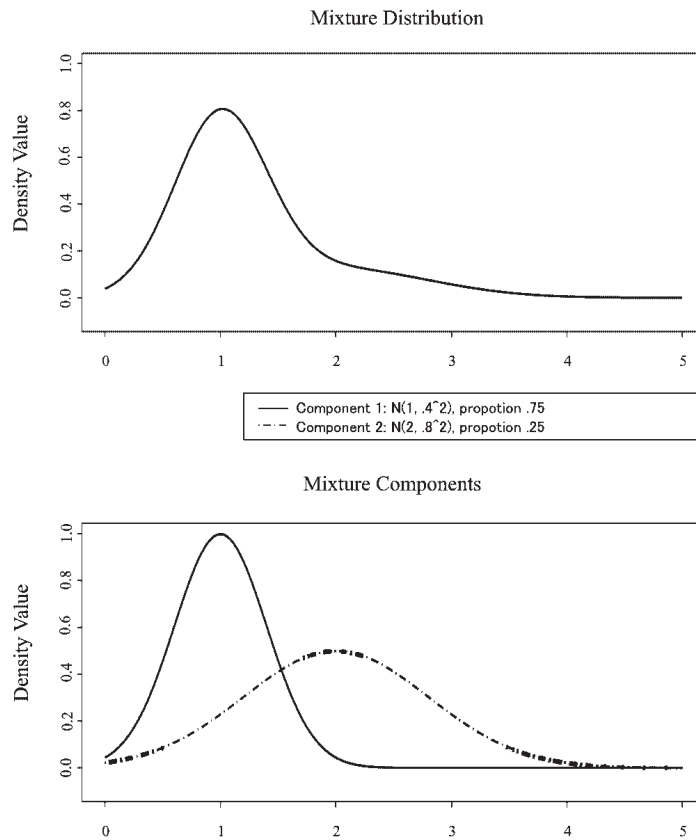 Mixture Distribution
Density Value
1.0
0.8
0.6
0.4
0.2
0.0
0 1 2 3 4 5
Component 1: N(1, .4^2), propotion .75
Component 2: N(2, .8^2), propotion .25
Mixture Components
Density Value
1.0
0.8
0.6
0.4
0.2
0.0
0 1 2 3 4 5